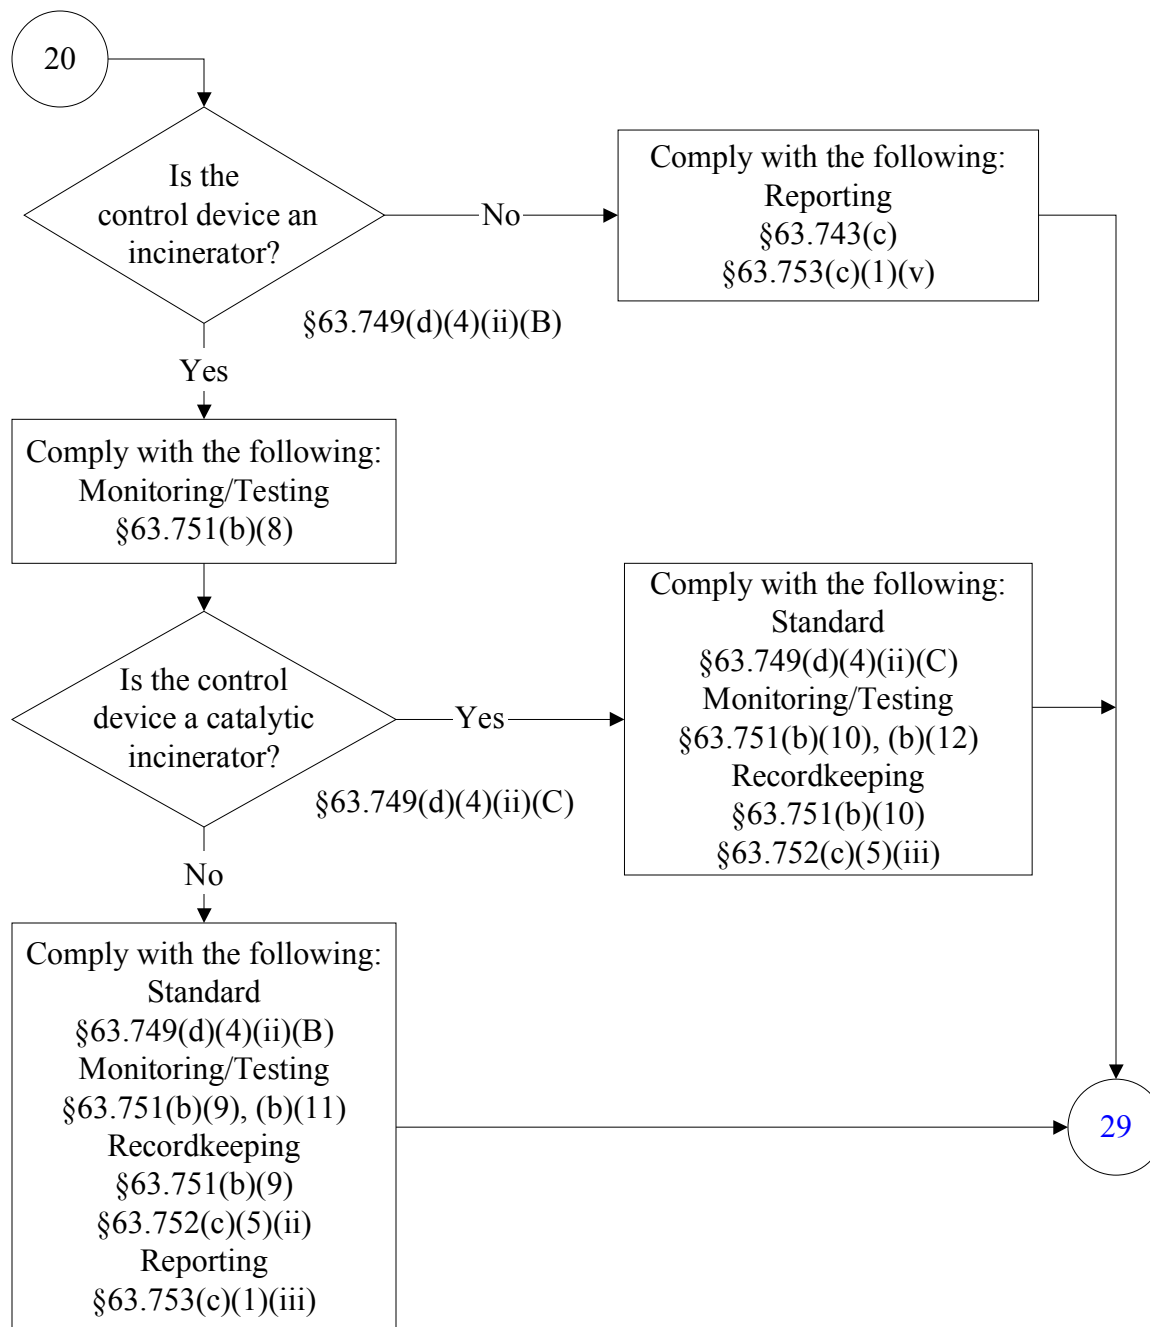 20
Is the
control device an
incinerator?
No
Comply with the following:
Reporting
§63.743(c)
§63.753(c)(1)(v)
§63.749(d)(4)(ii)(B)
Yes
Comply with the following:
Monitoring/Testing
§63.751(b)(8)
Is the control
device a catalytic
incinerator?
Yes
Comply with the following:
Standard
§63.749(d)(4)(ii)(C)
Monitoring/Testing
§63.751(b)(10), (b)(12)
Recordkeeping
§63.751(b)(10)
§63.752(c)(5)(iii)
§63.749(d)(4)(ii)(C)
No
Comply with the following:
Standard
§63.749(d)(4)(ii)(B)
Monitoring/Testing
§63.751(b)(9), (b)(11)
Recordkeeping
§63.751(b)(9)
§63.752(c)(5)(ii)
Reporting
§63.753(c)(1)(iii)
29